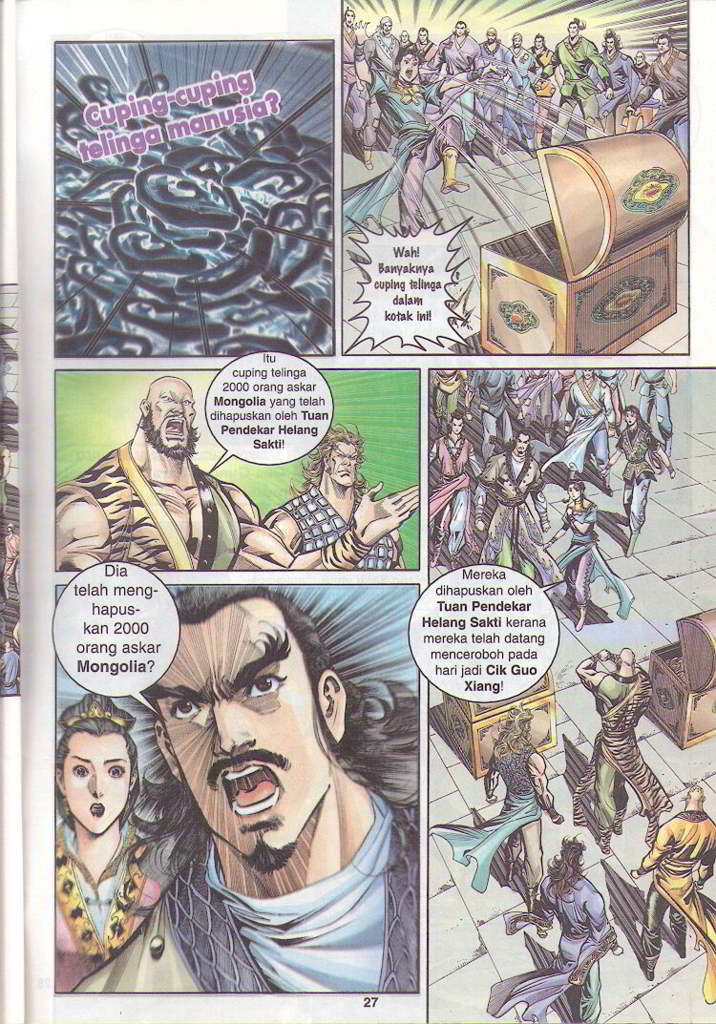 Cuping-cuping
telinga manusia?
Wah!
Banyaknya
cuping telinga
dalam
kotak ini!
Itu
cuping telinga
2000 orang askar
Mongolia yang telah
dihapuskan oleh Tuan
Pendekar Helang
Sakti!
Dia
telah meng-
hapus-
kan 2000
orang askar
Mongolia?
Mereka
dihapuskan oleh
Tuan Pendekar
Helang Sakti kerana
mereka telah datang
menceroboh pada
hari jadi Cik Guo
Xiang!
27